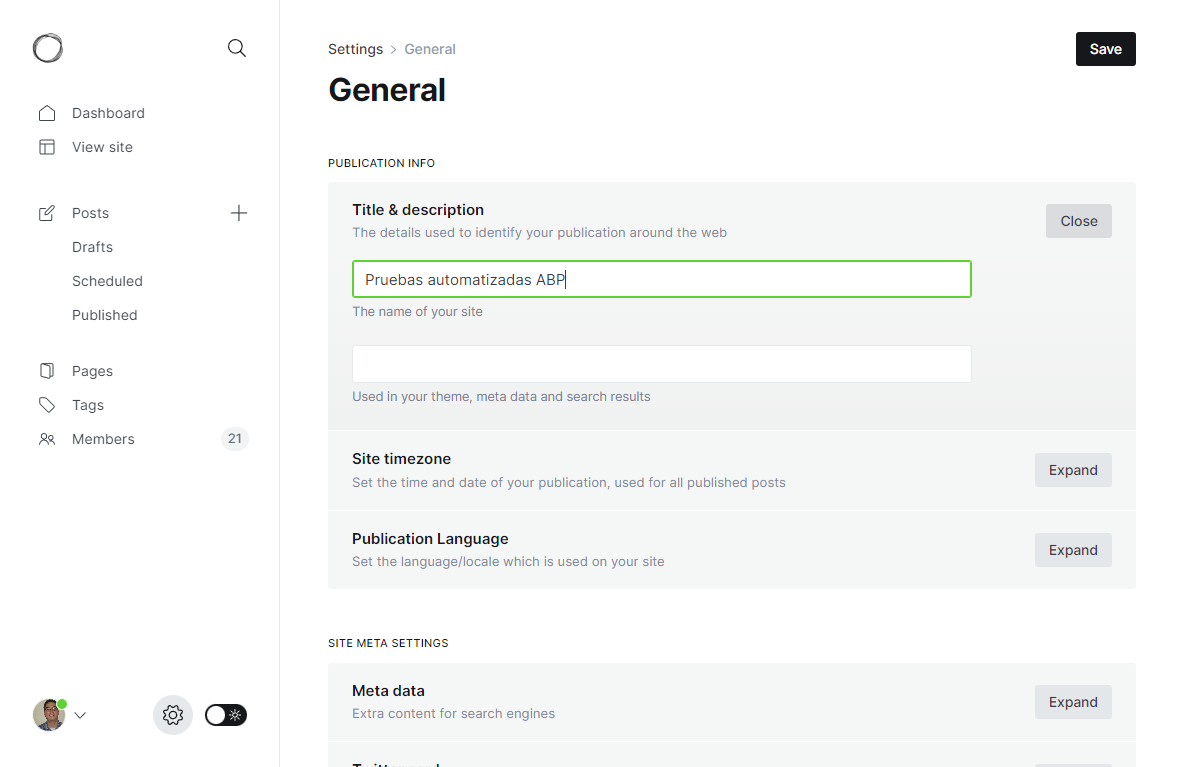 Settings > General
Save
General
Dashboard
View site
Posts
Drafts
Scheduled
Published
Pages
Tags
Members 21
PUBLICATION INFO
Title & description
The details used to identify your publication around the web
Close
Pruebas automatizadas ABP
The name of your site
Used in your theme, meta data and search results
Site timezone
Set the time and date of your publication, used for all published posts
Expand
Publication Language
Set the language/locale which is used on your site
Expand
SITE META SETTINGS
Meta data
Extra content for search engines
Expand